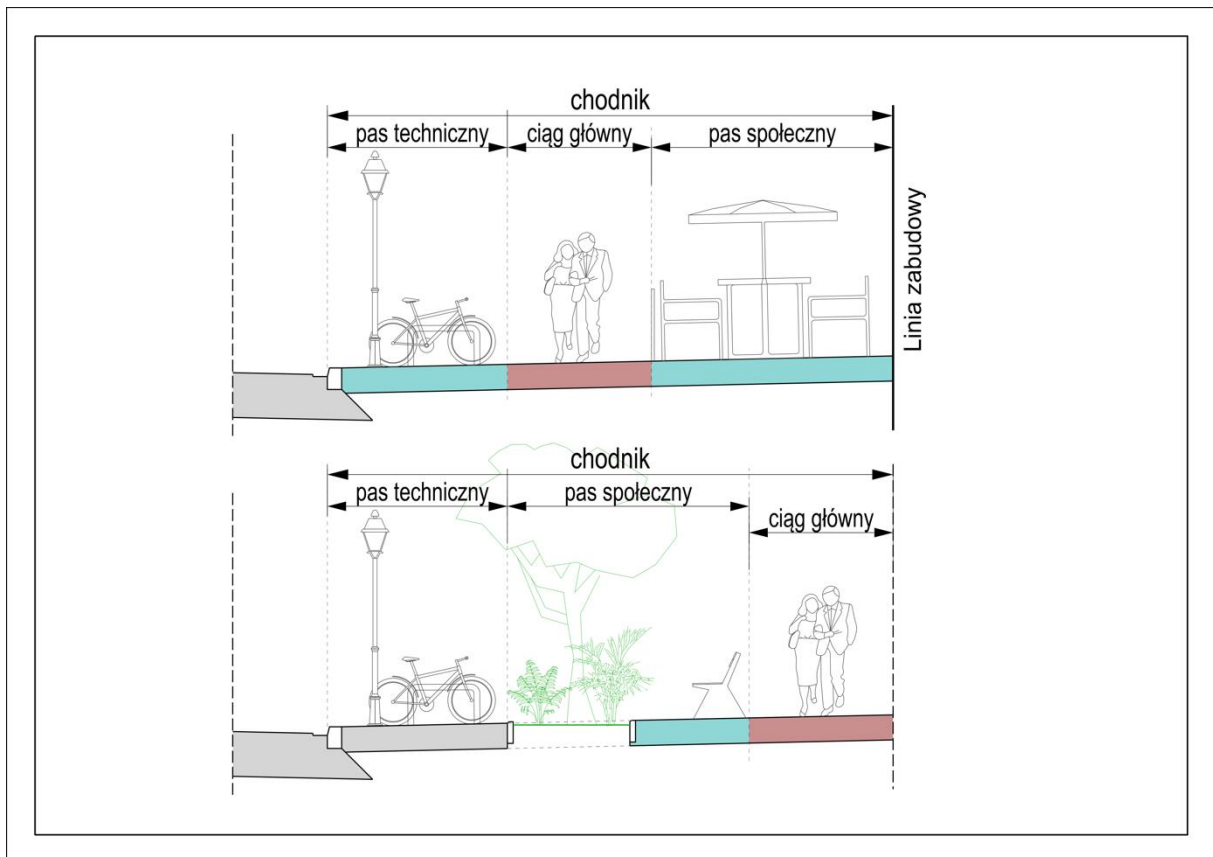 chodnik
pas techniczny
ciąg główny
pas społeczny
Linia zabudowy
chodnik
pas techniczny
pas społeczny
ciąg główny